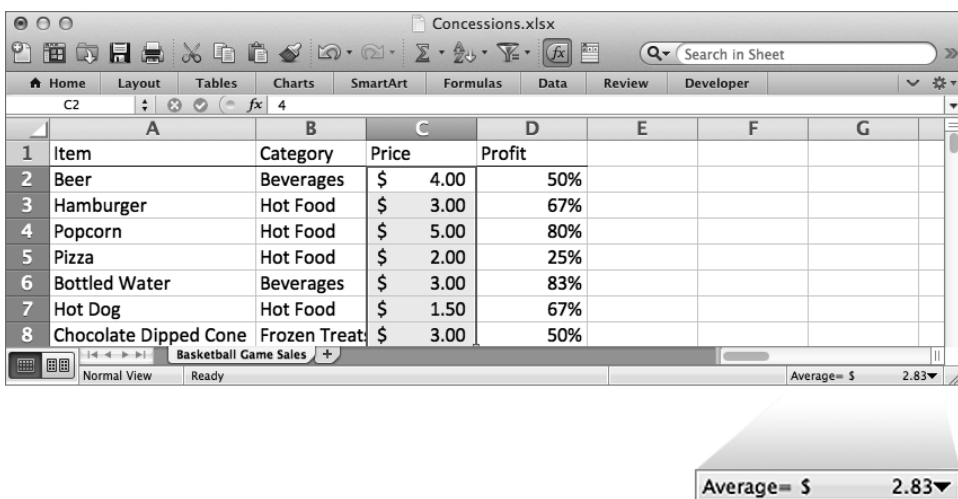 Concessions.xlsx
Search in Sheet
Home Layout Tables Charts SmartArt Formulas Data Review Developer
C2 fx 4
A B C D E F G
1 Item Category Price Profit
2 Beer Beverages $ 4.00 50%
3 Hamburger Hot Food $ 3.00 67%
4 Popcorn Hot Food $ 5.00 80%
5 Pizza Hot Food $ 2.00 25%
6 Bottled Water Beverages $ 3.00 83%
7 Hot Dog Hot Food $ 1.50 67%
8 Chocolate Dipped Cone Frozen Treats $ 3.00 50%
Basketball Game Sales +
Normal View Ready Average= $ 2.83
Average= $ 2.83